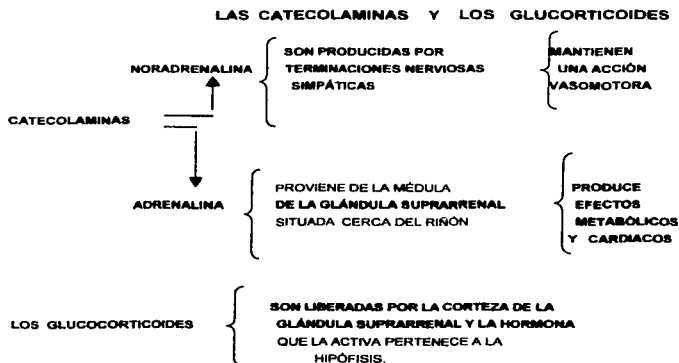 LAS CATECOLAMINAS Y LOS GLUCORTICOIDES
NORADRENALINA
SON PRODUCIDAS POR
TERMINACIONES NERVIOSAS
SIMPÁTICAS
MANTIENEN
UNA ACCIÓN
VASOMOTORA
CATECOLAMINAS
ADRENALINA
PROVIENE DE LA MÉDULA
DE LA GLÁNDULA SUPRARRENAL
SITUADA CERCA DEL RIÑÓN
PRODUCE
EFECTOS
METABÓLICOS
Y CARDIACOS
LOS GLUCOCORTICOIDES
SON LIBERADAS POR LA CORTEZA DE LA
GLÁNDULA SUPRARRENAL Y LA HORMONA
QUE LA ACTIVA PERTENECE A LA
HIPÓFISIS.